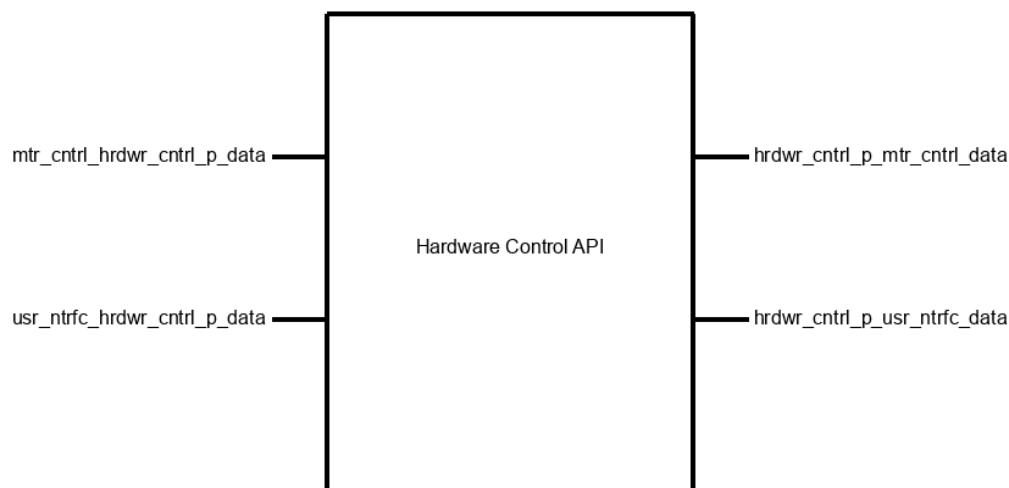 mtr_cntrl_hrdwr_cntrl_p_data
hrdwr_cntrl_p_mtr_cntrl_data
Hardware Control API
usr_ntrfc_hrdwr_cntrl_p_data
hrdwr_cntrl_p_usr_ntrfc_data